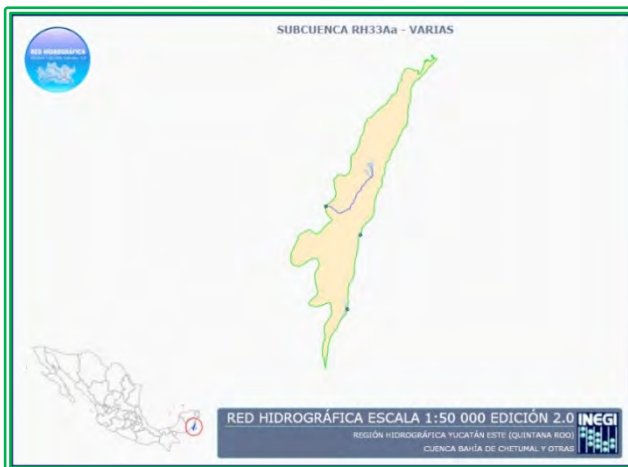 SUBCUENCA RH33Aa - VARIAS
RED HIDROGRÁFICA
RED HIDROGRÁFICA ESCALA 1:50 000 EDICIÓN 2.0
INEGI
REGIÓN HIDROGRÁFICA YUCATÁN ESTE (QUINTANA ROO)
CUENCA BAHÍA DE CHETUMAL Y OTRAS